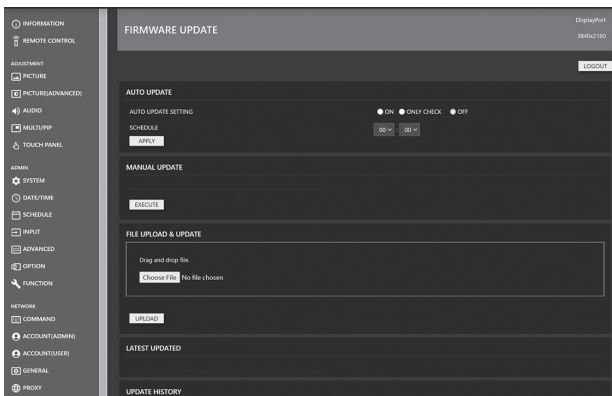 INFORMATION
REMOTE CONTROL
ADJUSTMENT
PICTURE
PICTURE(ADVANCED)
AUDIO
MULTI/PIP
TOUCH PANEL
ADMIN
SYSTEM
DATE/TIME
SCHEDULE
INPUT
ADVANCED
OPTION
FUNCTION
NETWORK
COMMAND
ACCOUNT(ADMIN)
ACCOUNT(USER)
GENERAL
PROXY
FIRMWARE UPDATE
DisplayPort
3840x2160
LOGOUT
AUTO UPDATE
AUTO UPDATE SETTING ON ONLY CHECK OFF
SCHEDULE 00 00
APPLY
MANUAL UPDATE
EXECUTE
FILE UPLOAD & UPDATE
Drag and drop file.
Choose File No file chosen
UPLOAD
LATEST UPDATED
UPDATE HISTORY